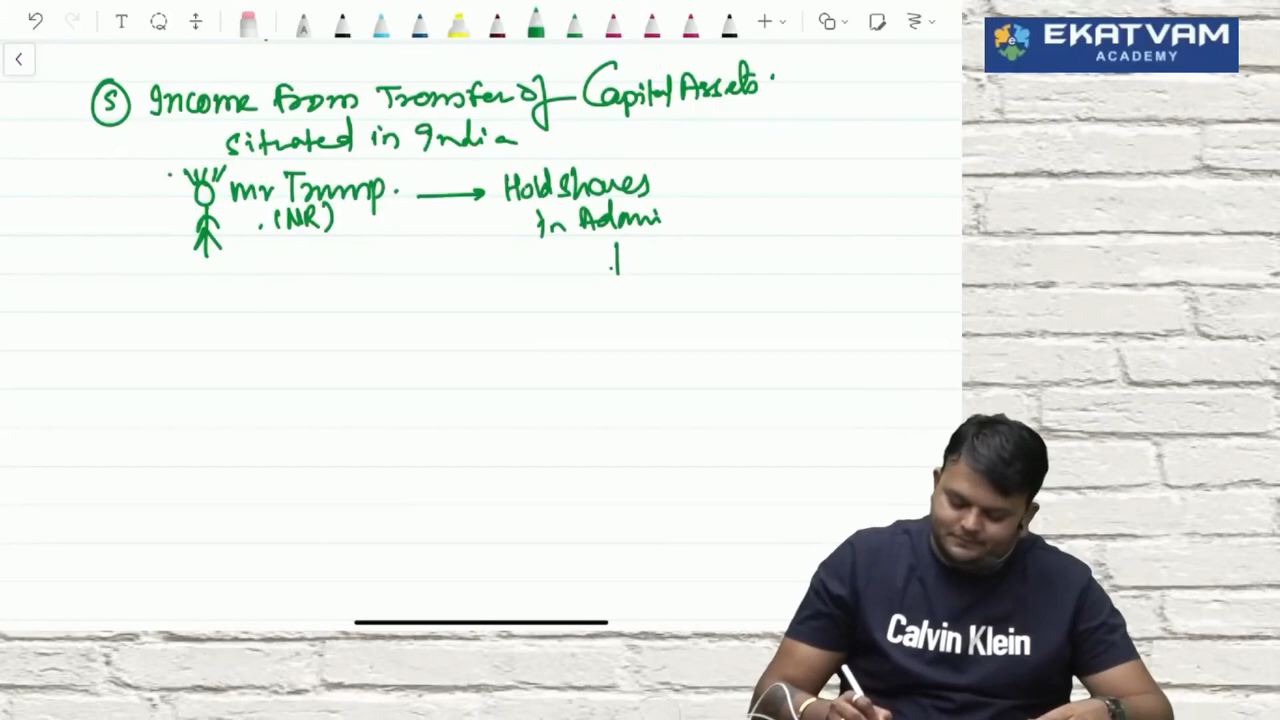 EKATVAM
ACADEMY
T
A
⑤ Income from Transfer of Capital Assets.
situated in India
Mr Trump. → Hold shares
(NR) in Adani
Calvin Klein